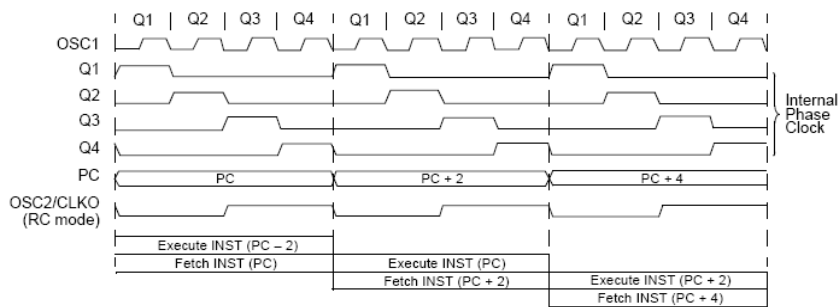 Q1 Q2 Q3 Q4 Q1 Q2 Q3 Q4 Q1 Q2 Q3 Q4
OSC1
Q1
Q2
Q3
Q4
Internal
Phase
Clock
PC PC PC + 2 PC + 4
OSC2/CLKO
(RC mode)
Execute INST (PC – 2)
Fetch INST (PC) Execute INST (PC)
Fetch INST (PC + 2) Execute INST (PC + 2)
Fetch INST (PC + 4)